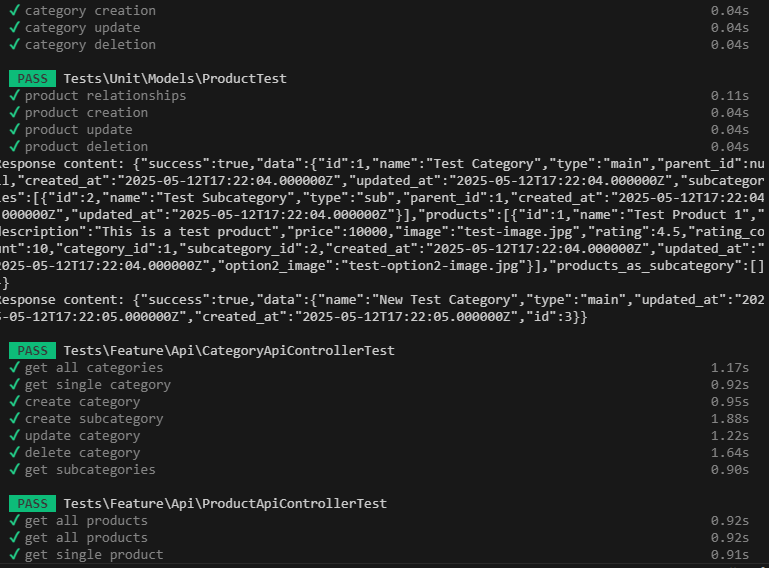 ✓ category creation 0.04s
✓ category update 0.04s
✓ category deletion 0.04s
PASS Tests\Unit\Models\ProductTest
✓ product relationships 0.11s
✓ product creation 0.04s
✓ product update 0.04s
✓ product deletion 0.04s
Response content: {"success":true,"data":{"id":1,"name":"Test Category","type":"main","parent_id":nu
ll,"created_at":"2025-05-12T17:22:04.000000Z","updated_at":"2025-05-12T17:22:04.000000Z","subcategor
ies":[{"id":2,"name":"Test Subcategory","type":"sub","parent_id":1,"created_at":"2025-05-12T17:22:04
.000000Z","updated_at":"2025-05-12T17:22:04.000000Z"}],"products":[{"id":1,"name":"Test Product 1","
description":"This is a test product","price":10000,"image":"test-image.jpg","rating":4.5,"rating_co
unt":10,"category_id":1,"subcategory_id":2,"created_at":"2025-05-12T17:22:04.000000Z","updated_at":"
2025-05-12T17:22:04.000000Z","option2_image":"test-option2-image.jpg"}],"products_as_subcategory":[]
}}
Response content: {"success":true,"data":{"name":"New Test Category","type":"main","updated_at":"202
5-05-12T17:22:05.000000Z","created_at":"2025-05-12T17:22:05.000000Z","id":3}}
PASS Tests\Feature\Api\CategoryApiControllerTest
✓ get all categories 1.17s
✓ get single category 0.92s
✓ create category 0.95s
✓ create subcategory 1.88s
✓ update category 1.22s
✓ delete category 1.64s
✓ get subcategories 0.90s
PASS Tests\Feature\Api\ProductApiControllerTest
✓ get all products 0.92s
✓ get all products 0.92s
✓ get single product 0.91s